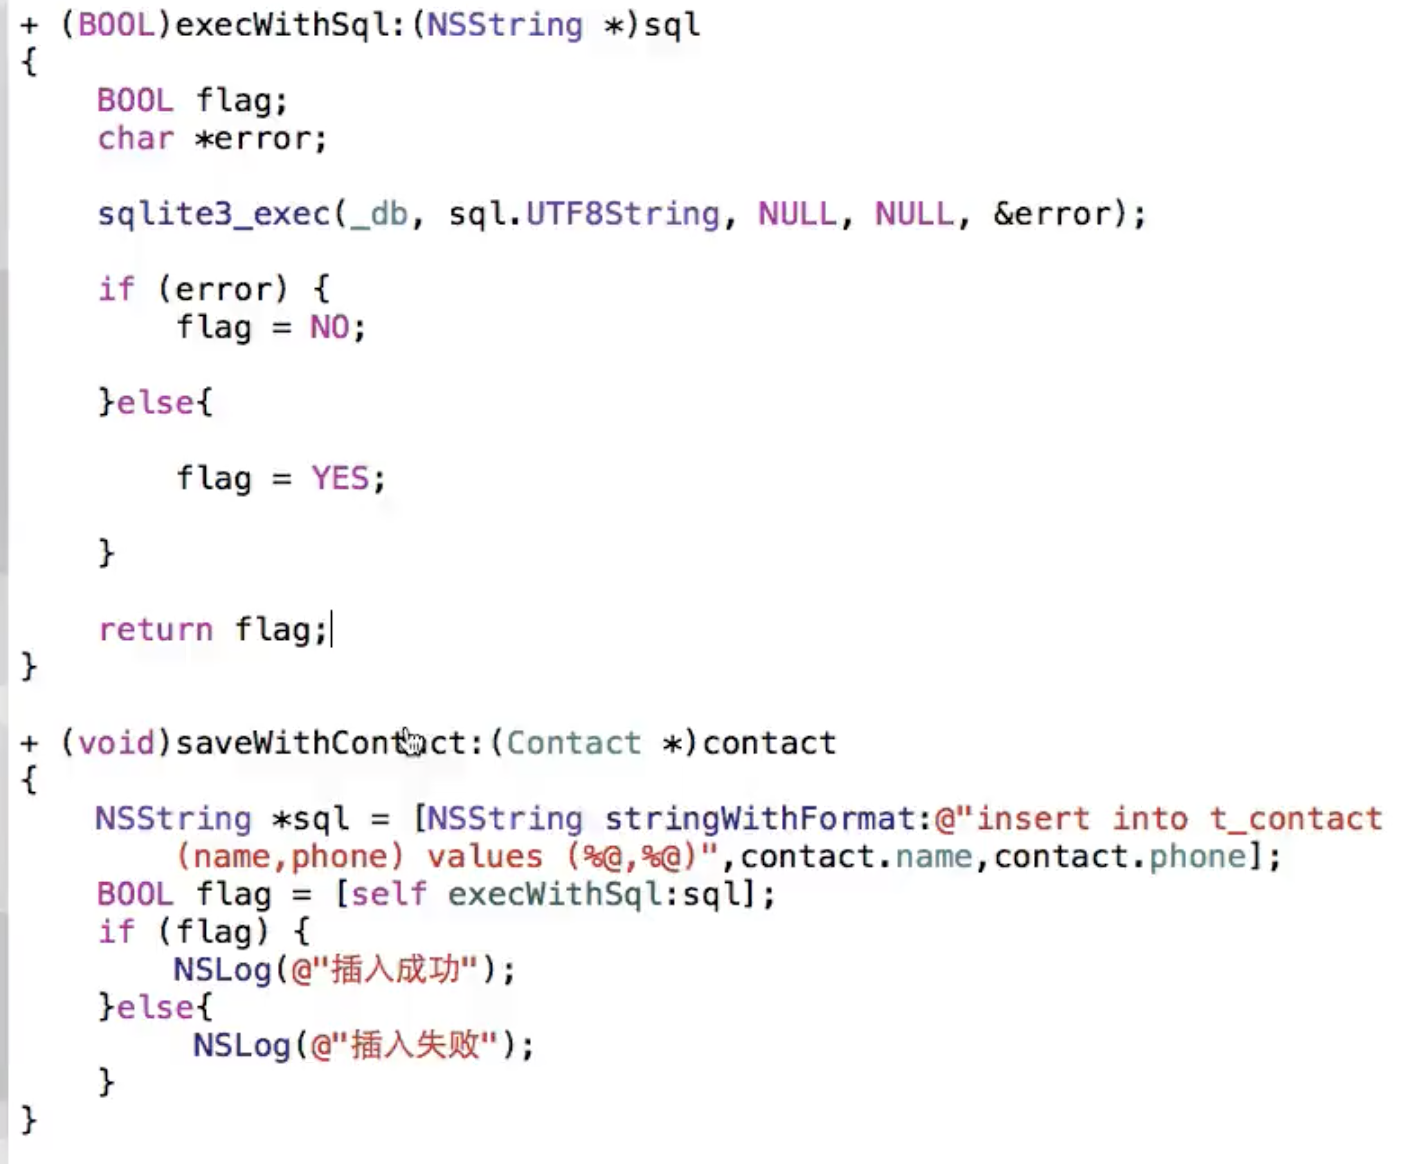 + (BOOL)execWithSql:(NSString *)sql
{
    BOOL flag;
    char *error;
    sqlite3_exec(_db, sql.UTF8String, NULL, NULL, &error);
    if (error) {
        flag = NO;
    }else{
        flag = YES;
    }
    return flag;
}
+ (void)saveWithContact:(Contact *)contact
{
    NSString *sql = [NSString stringWithFormat:@"insert into t_contact
        (name,phone) values (%@,%@)",contact.name,contact.phone];
    BOOL flag = [self execWithSql:sql];
    if (flag) {
        NSLog(@"插入成功");
    }else{
         NSLog(@"插入失败");
    }
}